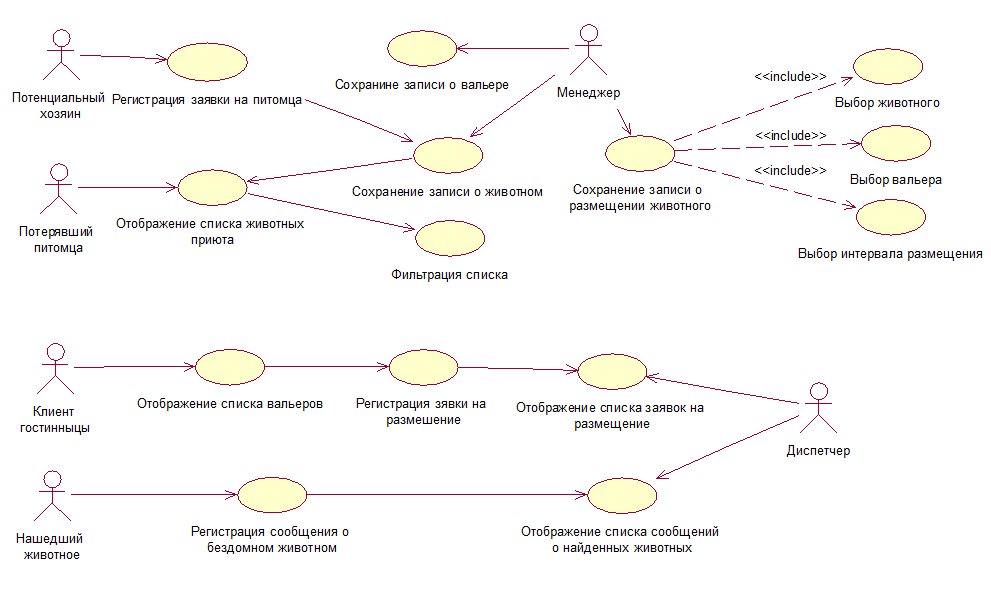 Потенциальный
хозяин
Регистрация заявки на питомца
Сохранине записи о вальере
Менеджер
<<include>>
Выбор животного
<<include>>
Выбор вальера
<<include>>
Выбор интервала размещения
Сохранение записи о животном
Сохранение записи о
размещении животного
Потерявший
питомца
Отображение списка животных
приюта
Фильтрация списка
Клиент
гостинныцы
Отображение списка вальеров
Регистрация зявки на
размешение
Отображение списка заявок на
размещение
Диспетчер
Нашедший
животное
Регистрация сообщения о
бездомном животном
Отображение списка сообщений
о найденных животных